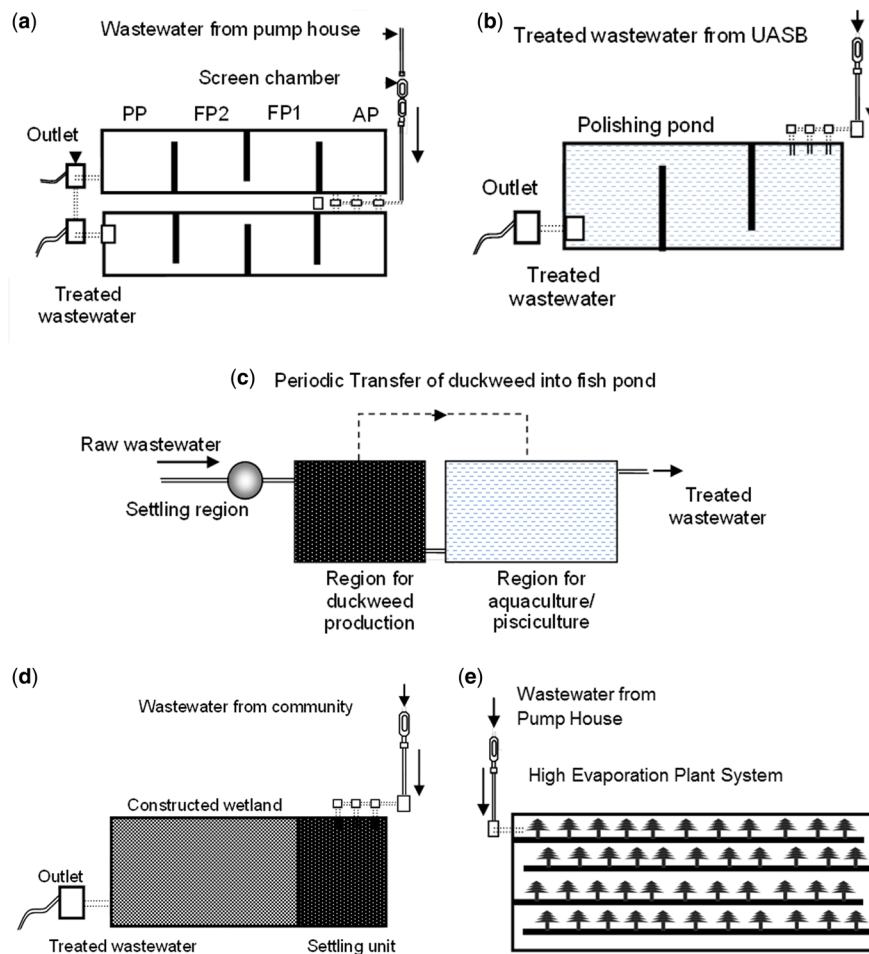 (a)
Wastewater from pump house
Screen chamber
PP FP2 FP1 AP
Outlet
Treated
wastewater
(b)
Treated wastewater from UASB
Polishing pond
Outlet
Treated
wastewater
(c) Periodic Transfer of duckweed into fish pond
Raw wastewater
Settling region
Treated
wastewater
Region for
duckweed
production
Region for
aquaculture/
pisciculture
(d)
Wastewater from community
Constructed wetland
Outlet
Treated wastewater
Settling unit
(e)
Wastewater from
Pump House
High Evaporation Plant System